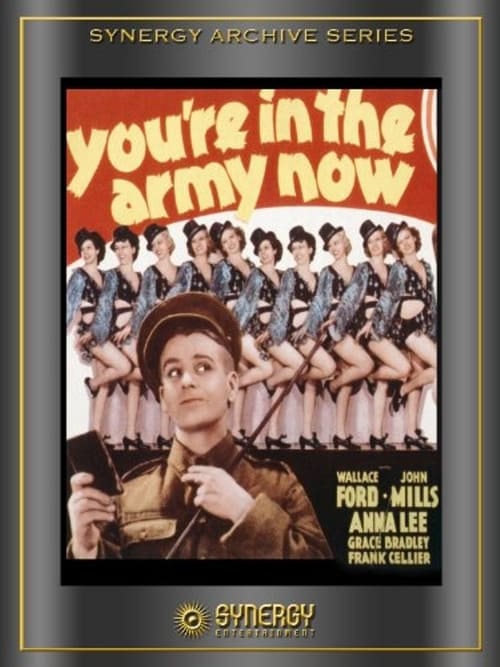 SYNERGY ARCHIVE SERIES
you're in the
army now
WALLACE JOHN
FORD · MILLS
ANNA LEE
GRACE BRADLEY
FRANK CELLIER
SYNERGY
ENTERTAINMENT